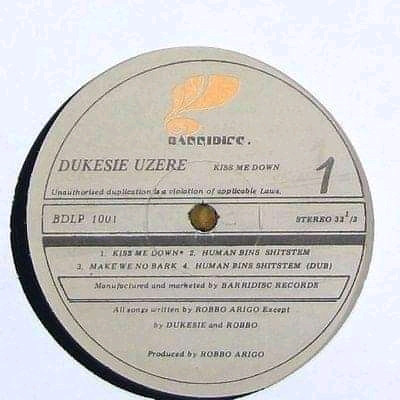 BARRIDISC.
DUKESIE UZERE KISS ME DOWN 1
Unauthorised duplication is a violation of applicable Laws.
BDLP 1001 STEREO 33 1/3
1. KISS ME DOWN* 2. HUMAN BINS SHITSTEM
3. MAKE WE NO BARK 4. HUMAN BINS SHITSTEM (DUB)
Manufactured and marketed by BARRIDISC RECORDS
All songs written by ROBBO ARIGO Except
by DUKESIE and ROBBO
Produced by ROBBO ARIGO